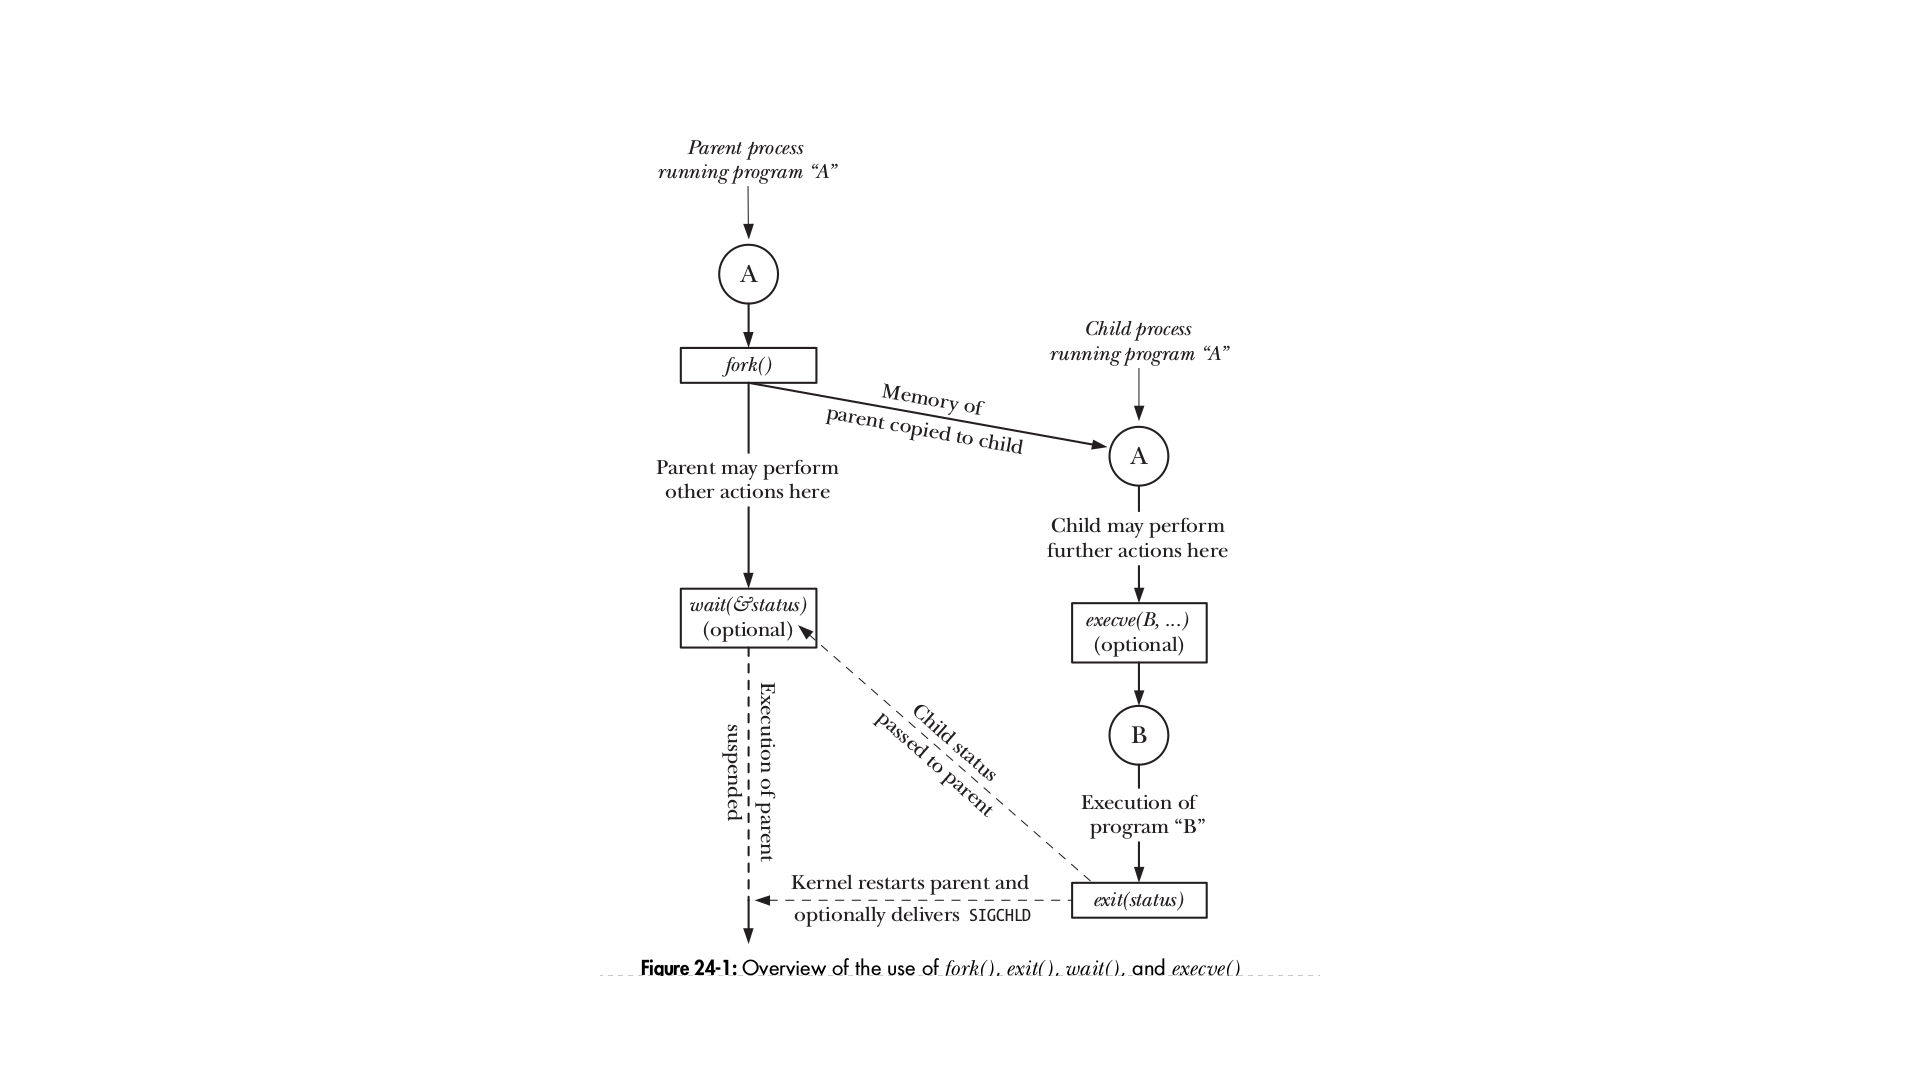 Parent process
running program “A”
A
fork()
Memory of
parent copied to child
Child process
running program “A”
A
Parent may perform
other actions here
Child may perform
further actions here
wait(&status)
(optional)
execve(B, ...)
(optional)
B
Execution of parent
suspended
Child status
passed to parent
Execution of
program “B”
Kernel restarts parent and
optionally delivers SIGCHLD
exit(status)
Figure 24-1: Overview of the use of fork(), exit(), wait(), and execve()